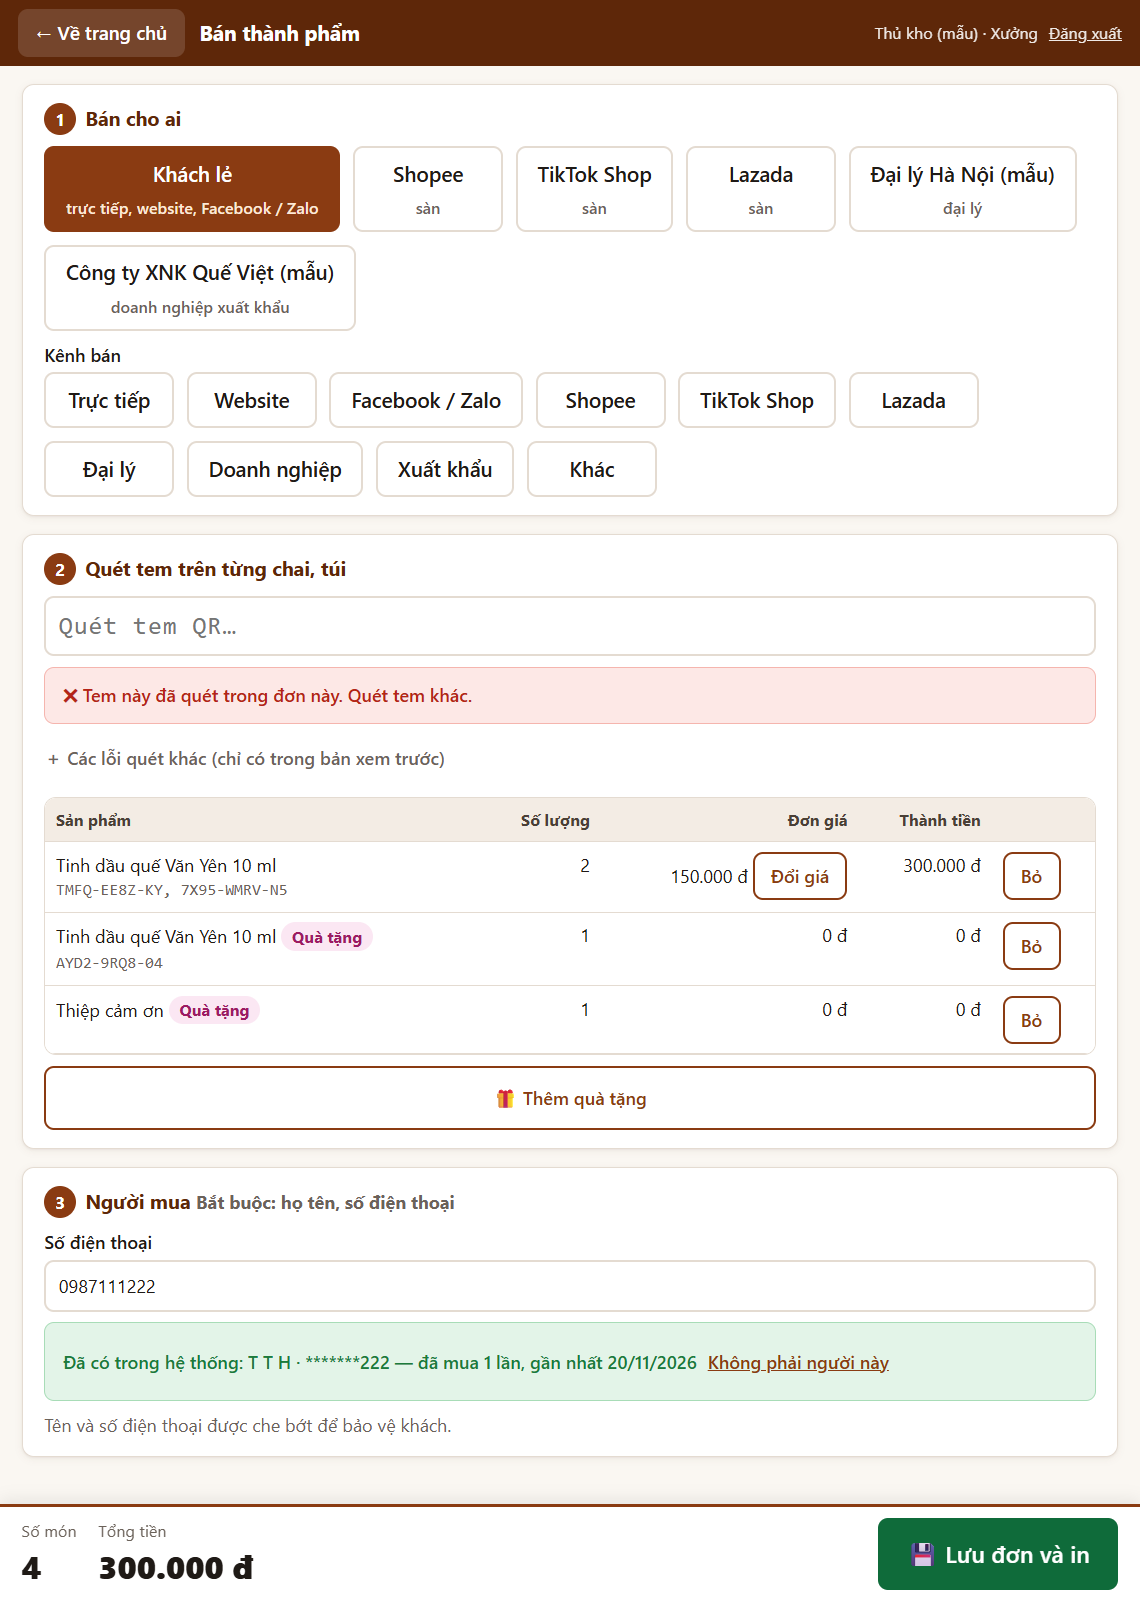 ← Về trang chủ
Bán thành phẩm
Thủ kho (mẫu) · Xưởng Đăng xuất
1 Bán cho ai
Khách lẻ
trực tiếp, website, Facebook / Zalo
Shopee
sàn
TikTok Shop
sàn
Lazada
sàn
Đại lý Hà Nội (mẫu)
đại lý
Công ty XNK Quế Việt (mẫu)
doanh nghiệp xuất khẩu
Kênh bán
Trực tiếp
Website
Facebook / Zalo
Shopee
TikTok Shop
Lazada
Đại lý
Doanh nghiệp
Xuất khẩu
Khác
2 Quét tem trên từng chai, túi
Quét tem QR…
❌ Tem này đã quét trong đơn này. Quét tem khác.
+ Các lỗi quét khác (chỉ có trong bản xem trước)
Sản phẩm Số lượng Đơn giá Thành tiền
Tinh dầu quế Văn Yên 10 ml 2 150.000 đ Đổi giá 300.000 đ Bỏ
TMFQ-EE8Z-KY, 7X95-WMRV-N5
Tinh dầu quế Văn Yên 10 ml Quà tặng 1 0 đ 0 đ Bỏ
AYD2-9RQ8-04
Thiệp cảm ơn Quà tặng 1 0 đ 0 đ Bỏ
🎁 Thêm quà tặng
3 Người mua Bắt buộc: họ tên, số điện thoại
Số điện thoại
0987111222
Đã có trong hệ thống: T T H · *******222 — đã mua 1 lần, gần nhất 20/11/2026 Không phải người này
Tên và số điện thoại được che bớt để bảo vệ khách.
Số món
4
Tổng tiền
300.000 đ
💾 Lưu đơn và in